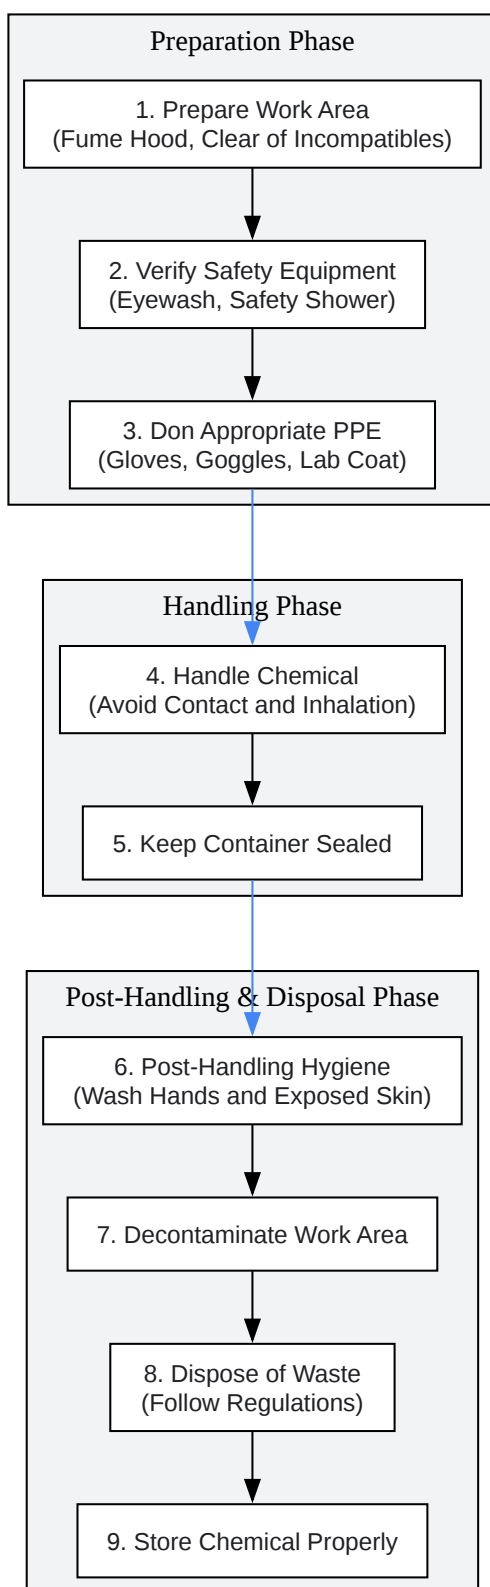 Preparation Phase
1. Prepare Work Area
(Fume Hood, Clear of Incompatibles)
2. Verify Safety Equipment
(Eyewash, Safety Shower)
3. Don Appropriate PPE
(Gloves, Goggles, Lab Coat)
Handling Phase
4. Handle Chemical
(Avoid Contact and Inhalation)
5. Keep Container Sealed
Post-Handling & Disposal Phase
6. Post-Handling Hygiene
(Wash Hands and Exposed Skin)
7. Decontaminate Work Area
8. Dispose of Waste
(Follow Regulations)
9. Store Chemical Properly